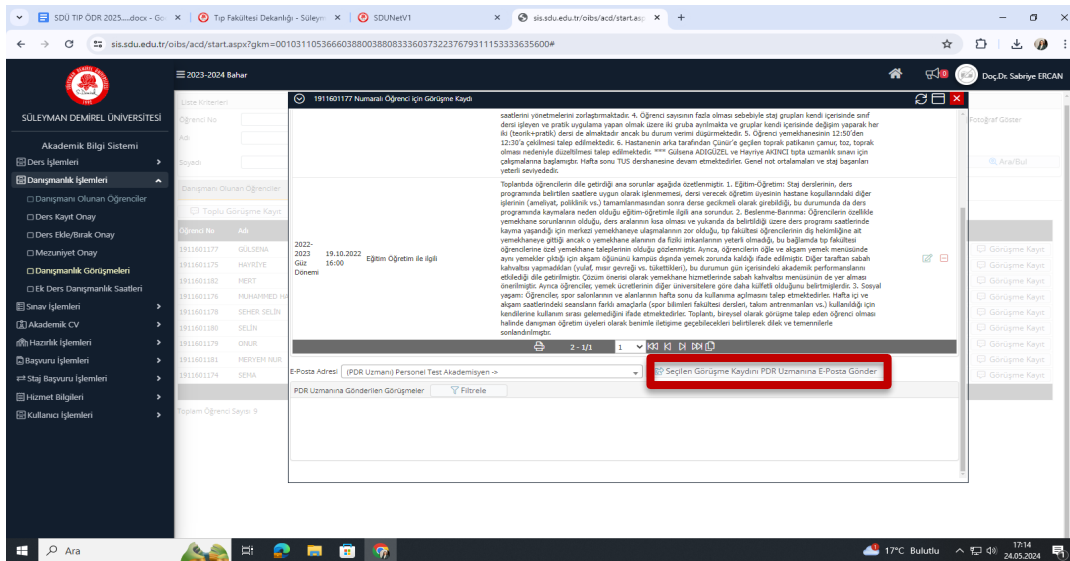 SDÜ TIP ÖDR 2025....docx - Go
Tıp Fakültesi Dekanlığı - Süleym
SDUNetV1
sis.sdu.edu.tr/oibs/acd/start.asp
sis.sdu.edu.tr/oibs/acd/start.aspx?gkm=0010311053666038800388083336037322376793111533336356００#
2023-2024 Bahar
Doç.Dr. Sabriye ERCAN
SÜLEYMAN DEMİREL ÜNİVERSİTESİ
Akademik Bilgi Sistemi
Ders İşlemleri
Danışmanlık İşlemleri
Danışmanı Olunan Öğrenciler
Ders Kayıt Onay
Ders Ekle/Bırak Onay
Mezuniyet Onay
Danışmanlık Görüşmeleri
Ek Ders Danışmanlık Saatleri
Sınav İşlemleri
Akademik CV
Hazırlık İşlemleri
Başvuru İşlemleri
Staj Başvuru İşlemleri
Hizmet Bilgileri
Kullanıcı İşlemleri
Liste Kriterleri
Öğrenci No
Adı
Soyadı
Fotoğraf Göster
Ara/Bul
Danışmanı Olunan Öğrenciler
Toplu Görüşme Kayıt
Öğrenci No Adı
1911601177 GÜLSENA Görüşme Kayıt
1911601175 HAYRİYE Görüşme Kayıt
1911601182 MERT Görüşme Kayıt
1911601176 MUHAMMED HA Görüşme Kayıt
1911601178 SEHER SELİN Görüşme Kayıt
1911601180 SELİN Görüşme Kayıt
1911601179 ONUR Görüşme Kayıt
1911601181 MERYEM NUR Görüşme Kayıt
1911601174 SEMA Görüşme Kayıt
Toplam Öğrenci Sayısı 9
1911601177 Numaralı Öğrenci için Görüşme Kaydı
saatlerini yönetmelerini zorlaştırmaktadır. 4. Öğrenci sayısının fazla olması sebebiyle staj grupları kendi içerisinde sınıf
dersi işleyen ve pratik uygulama yapan olmak üzere iki gruba ayrılmakta ve gruplar kendi içerisinde değişim yaparak her
iki (teorik+pratik) dersi de almaktadır ancak bu durum verimi düşürmektedir. 5. Öğrenci yemekhanesinin 12:50'den
12:30'a çekilmesi talep edilmektedir. 6. Hastanenin arka tarafından Çünür'e geçilen toprak patikanın çamur, toz, toprak
olması nedeniyle düzeltilmesi talep edilmektedir. *** Gülsena ADIGÜZEL ve Hayriye AKINCI tıpta uzmanlık sınavı için
çalışmalarına başlamıştır. Hafta sonu TUS dershanesine devam etmektedirler. Genel not ortalamaları ve staj başarıları
yeterli seviyededir.
2022-2023 Güz Dönemi
19.10.2022 16:00
Eğitim Öğretim ile ilgili
Toplantıda öğrencilerin dile getirdiği ana sorunlar aşağıda özetlenmiştir. 1. Eğitim-Öğretim: Staj derslerinin, ders
programında belirtilen saatlere uygun olarak işlenmemesi, dersi verecek öğretim üyesinin hastane koşullarındaki diğer
işlerinin (ameliyat, poliklinik vs.) tamamlanmasından sonra derse gecikmeli olarak girebildiği, bu durumunda da ders
programında kaymalara neden olduğu eğitim-öğretimle ilgili ana sorundur. 2. Beslenme-Barınma: Öğrencilerin özellikle
yemekhane sorunlarının olduğu, ders aralarının kısa olması ve yukarıda da belirtildiği üzere ders programı saatlerinde
kayma yaşandığı için merkezi yemekhaneye ulaşmalarının zor olduğu, tıp fakültesi öğrencilerinin diş hekimliğine ait
yemekhaneye gittiği ancak o yemekhane alanının da fiziki imkanlarının yeterli olmadığı, bu bağlamda tıp fakültesi
öğrencilerine özel yemekhane taleplerinin olduğu gözlenmiştir. Ayrıca, öğrencilerin öğle ve akşam yemek menüsünde
aynı yemekler çıktığı için akşam öğününü kampüs dışında yemek zorunda kaldığı ifade edilmiştir. Diğer taraftan sabah
kahvaltısı yapmadıkları (yulaf, mısır gevreği vs. tükettikleri), bu durumun gün içerisindeki akademik performanslarını
etkilediği dile getirilmiştir. Çözüm önerisi olarak yemekhane hizmetlerinde sabah kahvaltısı menüsünün de yer alması
önerilmiştir. Ayrıca öğrenciler, yemek ücretlerinin diğer üniversitelere göre daha külfetli olduğunu belirtmişlerdir. 3. Sosyal
yaşam: Öğrenciler, spor salonlarının ve alanlarının hafta sonu da kullanıma açılmasını talep etmektedirler. Hafta içi ve
akşam saatlerindeki seansların farklı amaçlarla (spor bilimleri fakültesi dersleri, takım antrenmanları vs.) kullanıldığı için
kendilerine kullanım sırası gelemediğini ifade etmektedirler. Toplantı, bireysel olarak görüşme talep eden öğrenci olması
halinde danışman öğretim üyeleri olarak benimle iletişime geçebilecekleri belirtilerek dilek ve temennilerle
sonlandırılmıştır.
2 - 1/1 1
E-Posta Adresi (PDR Uzmanı) Personel Test Akademisyen ->
Seçilen Görüşme Kaydını PDR Uzmanına E-Posta Gönder
PDR Uzmanına Gönderilen Görüşmeler Filtrele
Ara
17°C Bulutlu
17:14
24.05.2024